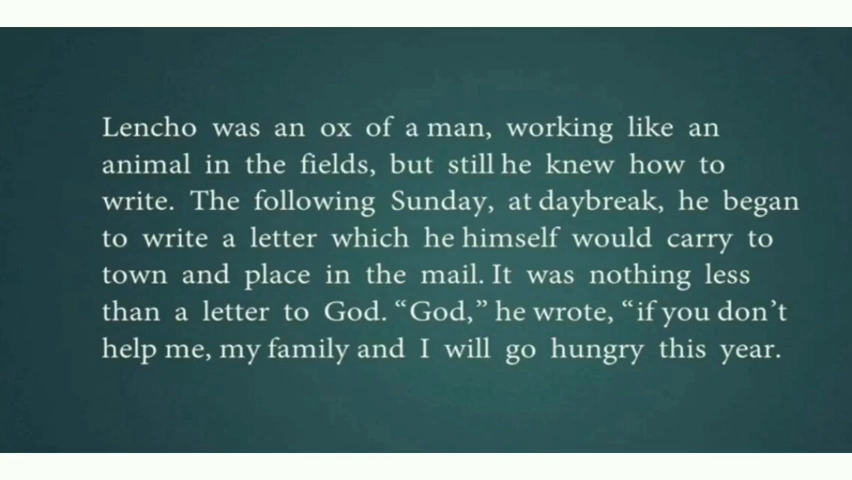 Lencho was an ox of a man, working like an
animal in the fields, but still he knew how to
write. The following Sunday, at daybreak, he began
to write a letter which he himself would carry to
town and place in the mail. It was nothing less
than a letter to God. “God,” he wrote, “if you don’t
help me, my family and I will go hungry this year.